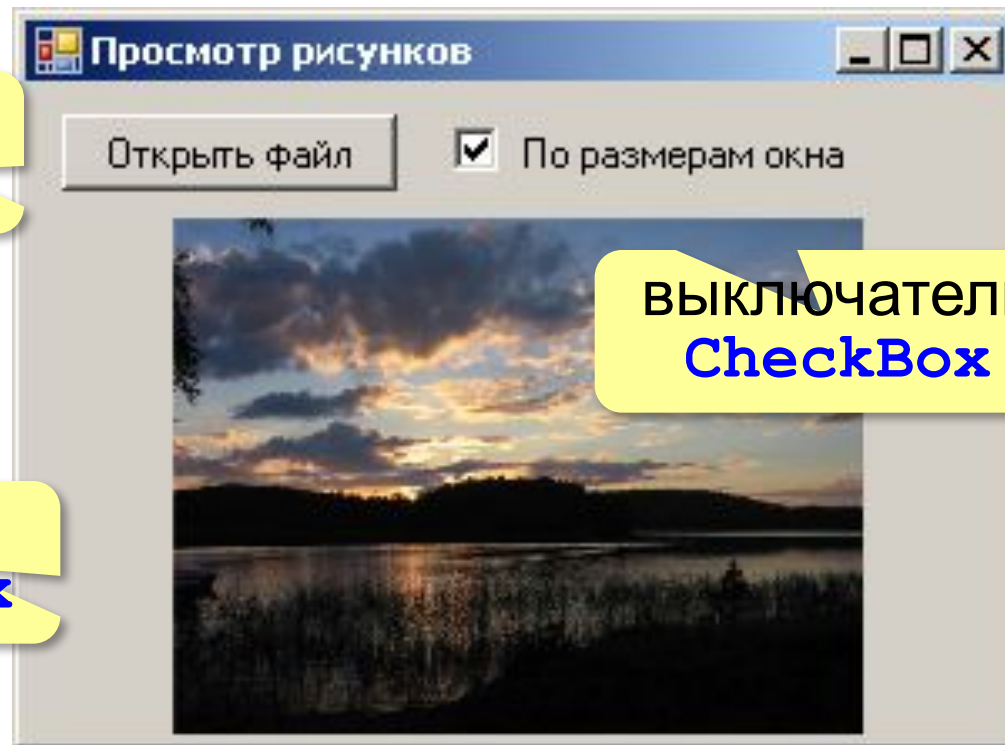 Просмотр рисунков
Открыть файл
По размерам окна
CheckBox
x